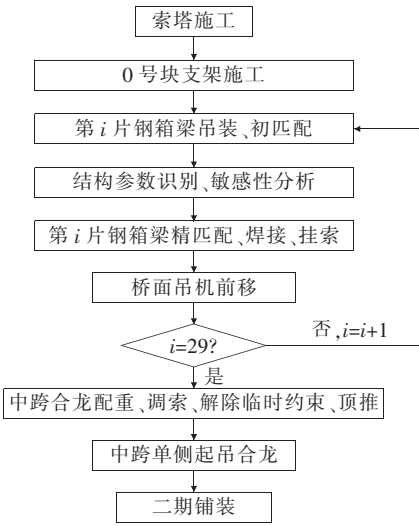 索塔施工
0号块支架施工
第i片钢箱梁吊装、初匹配
结构参数识别、敏感性分析
第i片钢箱梁精匹配、焊接、挂索
桥面吊机前移
否,i=i+1
i=29?
是
中跨合龙配重、调索、解除临时约束、顶推
中跨单侧起吊合龙
二期铺装